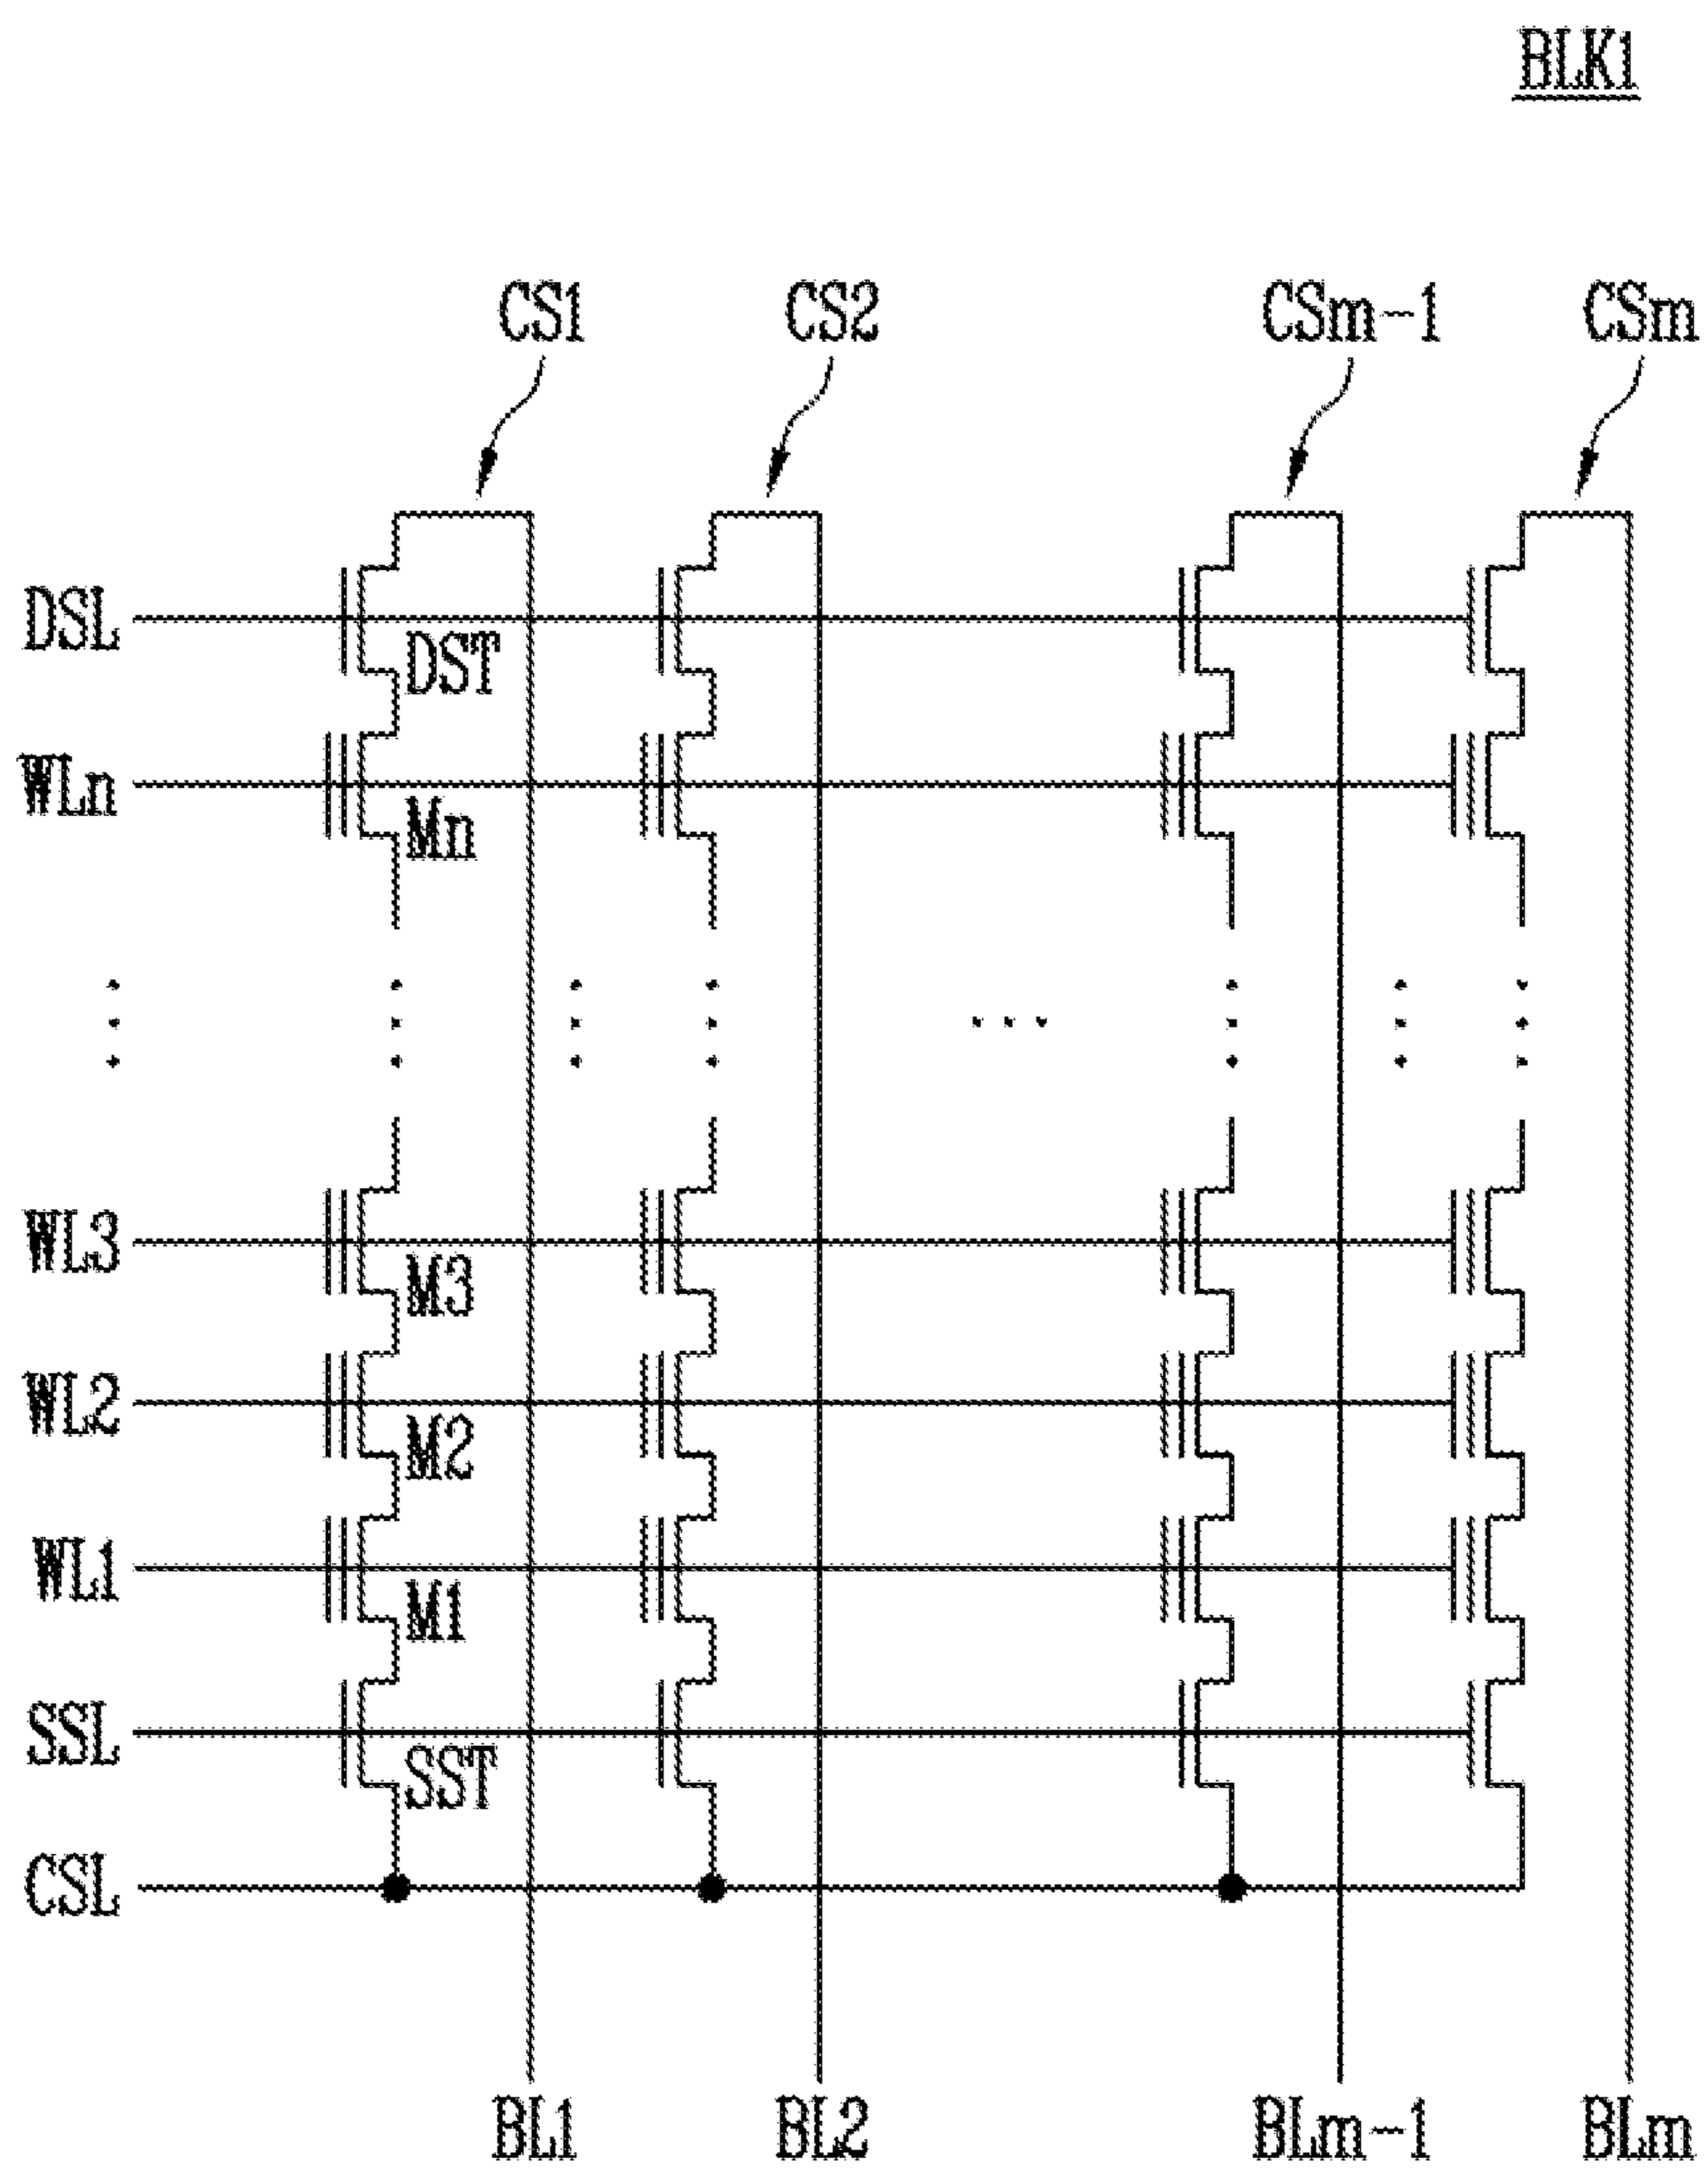 BLK1
CS1 CS2 CSm-1 CSm
DSL
DST
WLn
Mn
WL3
M3
WL2
M2
WL1
M1
SSL
SST
CSL
BL1 BL2 BLm-1 BLm